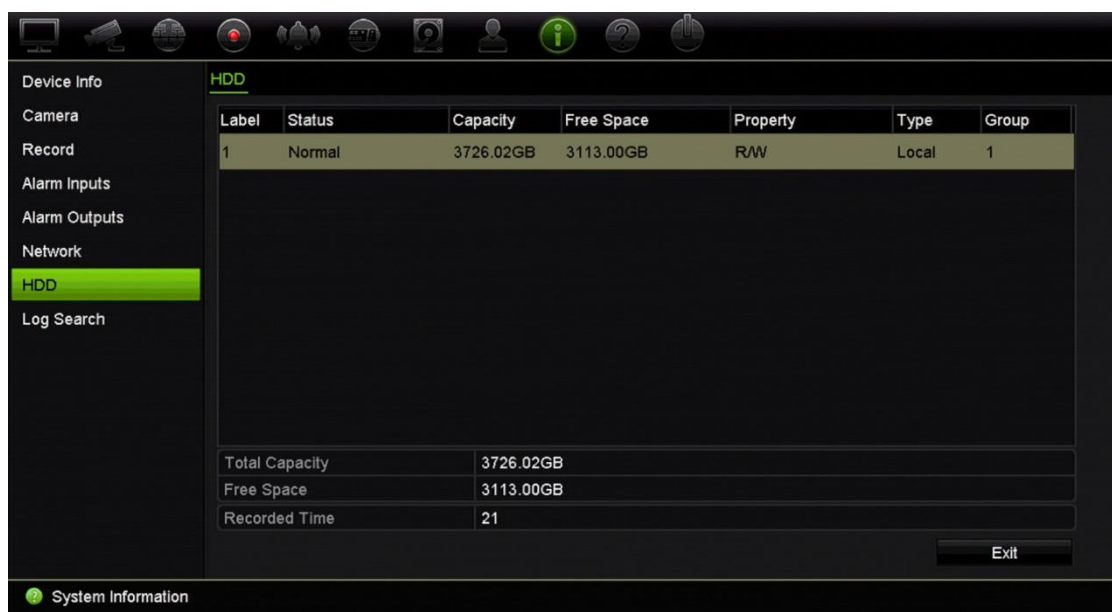 Device Info
HDD
Camera
Label Status Capacity Free Space Property Type Group
Record
1 Normal 3726.02GB 3113.00GB R/W Local 1
Alarm Inputs
Alarm Outputs
Network
HDD
Log Search
Total Capacity 3726.02GB
Free Space 3113.00GB
Recorded Time 21
Exit
System Information